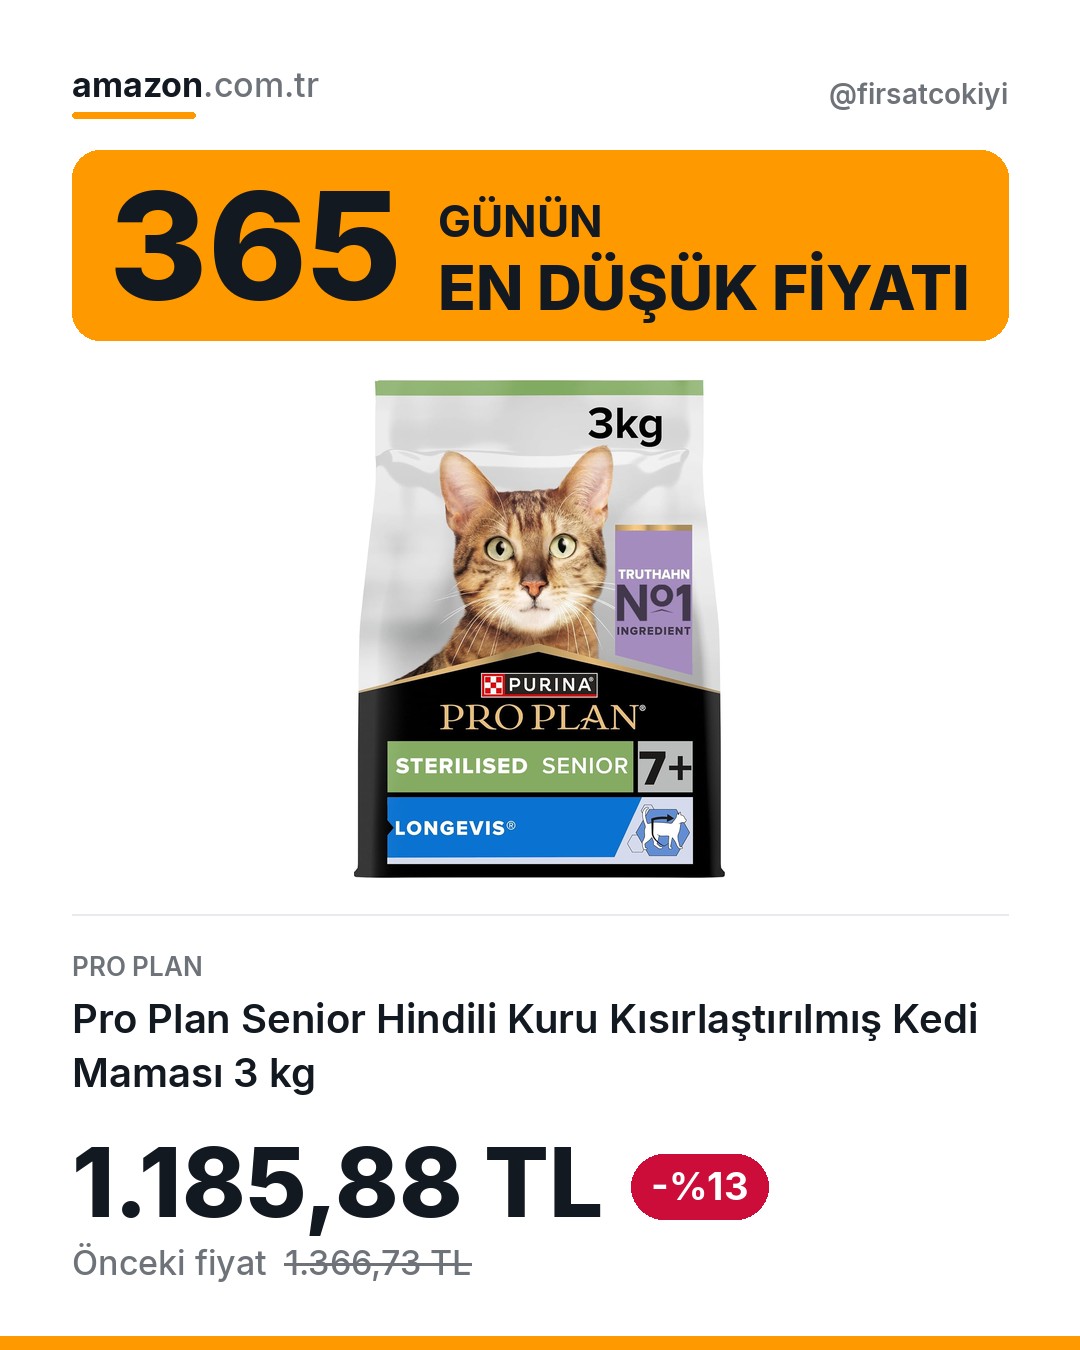 amazon.com.tr
@firsatcokiyi
365
GÜNÜN
EN DÜŞÜK FİYATI
3kg
TRUTHAHN
Nº1
INGREDIENT
PURINA®
PRO PLAN®
STERILISED SENIOR 7+
LONGEVIS®
PRO PLAN
Pro Plan Senior Hindili Kuru Kısırlaştırılmış Kedi
Maması 3 kg
1.185,88 TL
-%13
Önceki fiyat 1.366,73 TL